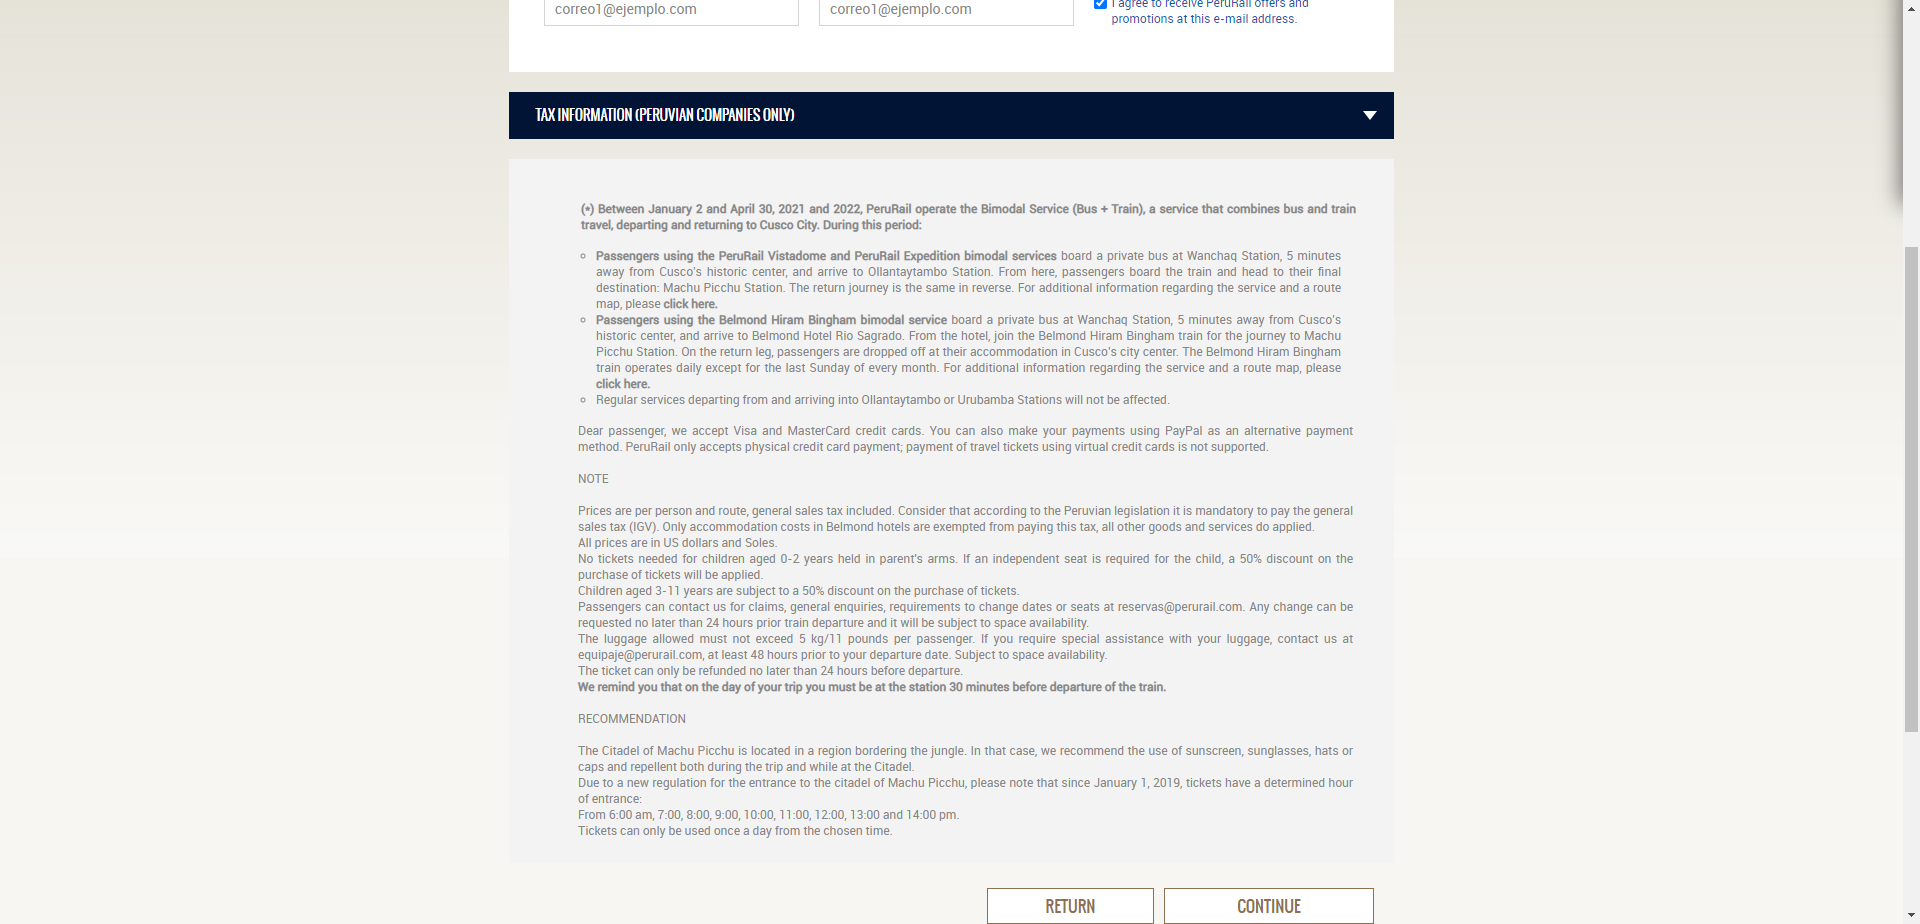 correo1@ejemplo.com
correo1@ejemplo.com
I agree to receive PeruRail offers and
promotions at this e-mail address.
TAX INFORMATION (PERUVIAN COMPANIES ONLY)
(*) Between January 2 and April 30, 2021 and 2022, PeruRail operate the Bimodal Service (Bus + Train), a service that combines bus and train
travel, departing and returning to Cusco City. During this period:
Passengers using the PeruRail Vistadome and PeruRail Expedition bimodal services board a private bus at Wanchaq Station, 5 minutes
away from Cusco's historic center, and arrive to Ollantaytambo Station. From here, passengers board the train and head to their final
destination: Machu Picchu Station. The return journey is the same in reverse. For additional information regarding the service and a route
map, please click here.
Passengers using the Belmond Hiram Bingham bimodal service board a private bus at Wanchaq Station, 5 minutes away from Cusco's
historic center, and arrive to Belmond Hotel Rio Sagrado. From the hotel, join the Belmond Hiram Bingham train for the journey to Machu
Picchu Station. On the return leg, passengers are dropped off at their accommodation in Cusco's city center. The Belmond Hiram Bingham
train operates daily except for the last Sunday of every month. For additional information regarding the service and a route map, please
click here.
Regular services departing from and arriving into Ollantaytambo or Urubamba Stations will not be affected.
Dear passenger, we accept Visa and MasterCard credit cards. You can also make your payments using PayPal as an alternative payment
method. PeruRail only accepts physical credit card payment; payment of travel tickets using virtual credit cards is not supported.
NOTE
Prices are per person and route, general sales tax included. Consider that according to the Peruvian legislation it is mandatory to pay the general
sales tax (IGV). Only accommodation costs in Belmond hotels are exempted from paying this tax, all other goods and services do applied.
All prices are in US dollars and Soles.
No tickets needed for children aged 0-2 years held in parent's arms. If an independent seat is required for the child, a 50% discount on the
purchase of tickets will be applied.
Children aged 3-11 years are subject to a 50% discount on the purchase of tickets.
Passengers can contact us for claims, general enquiries, requirements to change dates or seats at reservas@perurail.com. Any change can be
requested no later than 24 hours prior train departure and it will be subject to space availability.
The luggage allowed must not exceed 5 kg/11 pounds per passenger. If you require special assistance with your luggage, contact us at
equipaje@perurail.com, at least 48 hours prior to your departure date. Subject to space availability.
The ticket can only be refunded no later than 24 hours before departure.
We remind you that on the day of your trip you must be at the station 30 minutes before departure of the train.
RECOMMENDATION
The Citadel of Machu Picchu is located in a region bordering the jungle. In that case, we recommend the use of sunscreen, sunglasses, hats or
caps and repellent both during the trip and while at the Citadel.
Due to a new regulation for the entrance to the citadel of Machu Picchu, please note that since January 1, 2019, tickets have a determined hour
of entrance:
From 6:00 am, 7:00, 8:00, 9:00, 10:00, 11:00, 12:00, 13:00 and 14:00 pm.
Tickets can only be used once a day from the chosen time.
RETURN
CONTINUE